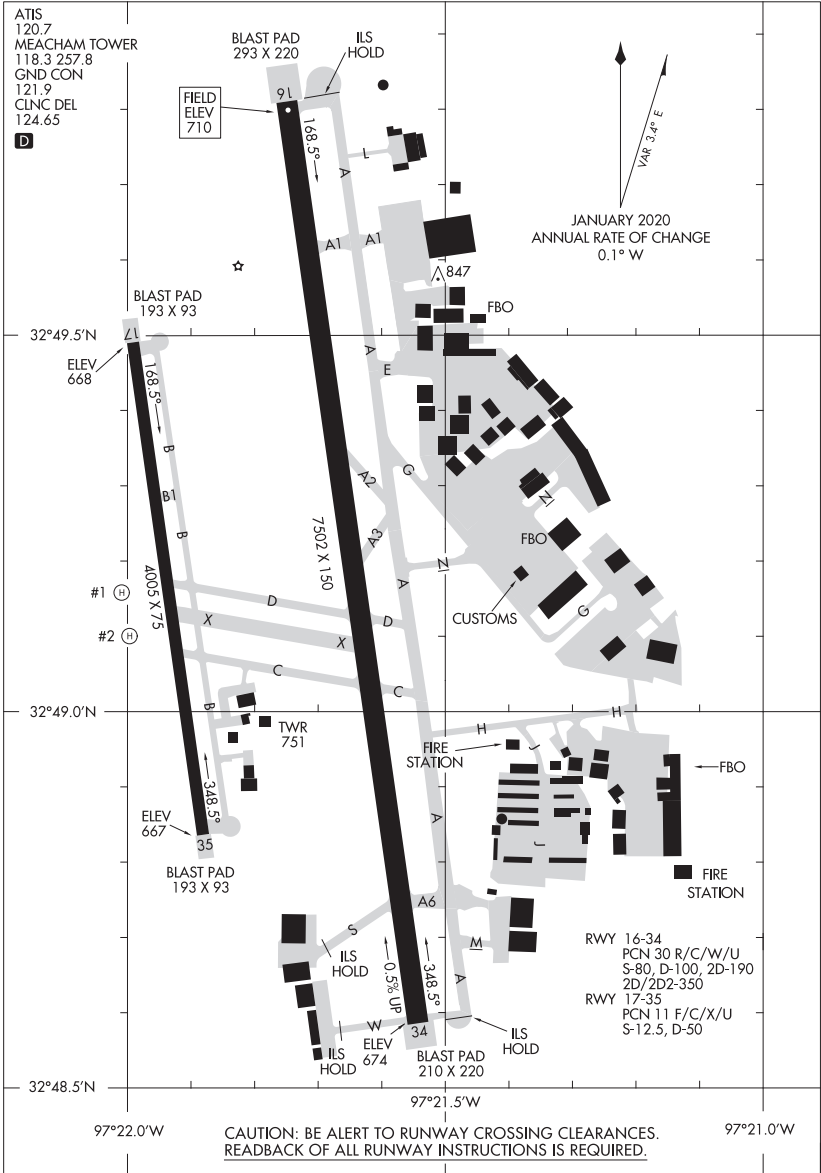 ATIS
120.7
MEACHAM TOWER
118.3 257.8
GND CON
121.9
CLNC DEL
124.65
D
BLAST PAD
293 X 220
ILS
HOLD
FIELD
ELEV
710
16
168.5°
A
L
VAR 3.4° E
JANUARY 2020
ANNUAL RATE OF CHANGE
0.1° W
A1
A1
847
FBO
BLAST PAD
193 X 93
17
32°49.5'N
ELEV
668
168.5°
A
E
B
B1
B
4005 X 75
7502 X 150
A2
G
A3
N1
FBO
N1
A
#1 H
#2 H
D
D
X
X
CUSTOMS
G
C
C
32°49.0'N
B
TWR
751
H
H
FIRE
STATION
J
FBO
348.5°
ELEV
667
35
BLAST PAD
193 X 93
A
J
FIRE
STATION
A6
S
ILS
HOLD
M
0.5% UP
348.5°
A
RWY 16-34
PCN 30 R/C/W/U
S-80, D-100, 2D-190
2D/2D2-350
RWY 17-35
PCN 11 F/C/X/U
S-12.5, D-50
W
ILS
HOLD
ELEV
674
34
ILS
HOLD
BLAST PAD
210 X 220
32°48.5'N
97°22.0'W
97°21.5'W
97°21.0'W
CAUTION: BE ALERT TO RUNWAY CROSSING CLEARANCES.
READBACK OF ALL RUNWAY INSTRUCTIONS IS REQUIRED.